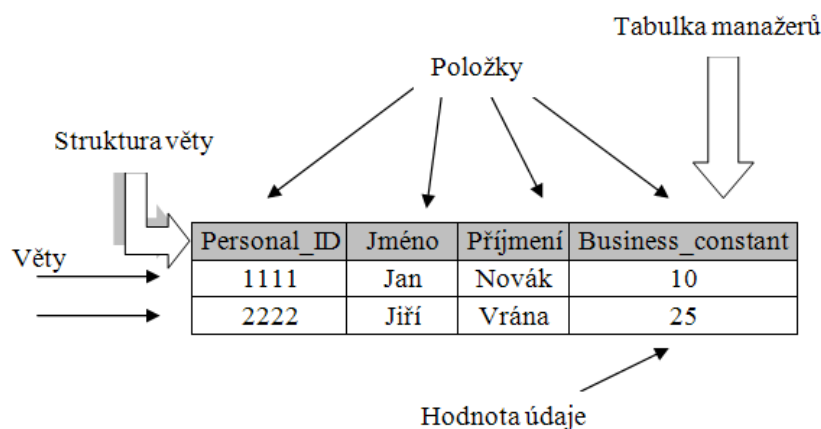 Tabulka manažerů
Položky
Struktura věty
Věty
Personal_ID Jméno Příjmení Business_constant
1111 Jan Novák 10
2222 Jiří Vrána 25
Hodnota údaje